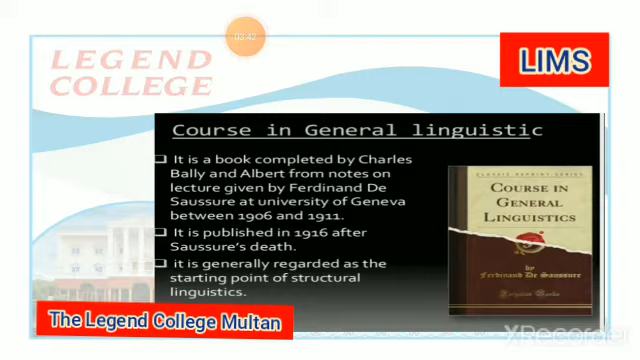 03:42
LEGEND
COLLEGE
LIMS
Course in General linguistic
It is a book completed by Charles
Bally and Albert from notes on
lecture given by Ferdinand De
Saussure at university of Geneva
between 1906 and 1911.
It is published in 1916 after
Saussure's death.
it is generally regarded as the
starting point of structural
linguistics.
CLASSIC REPRINT SERIES
COURSE IN
GENERAL
LINGUISTICS
by
Ferdinand De Saussure
Forgotten Books
The Legend College Multan
XRecorder